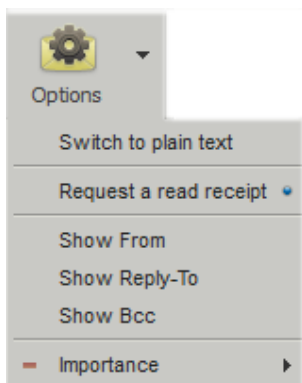 Options
Switch to plain text
Request a read receipt
Show From
Show Reply-To
Show Bcc
Importance